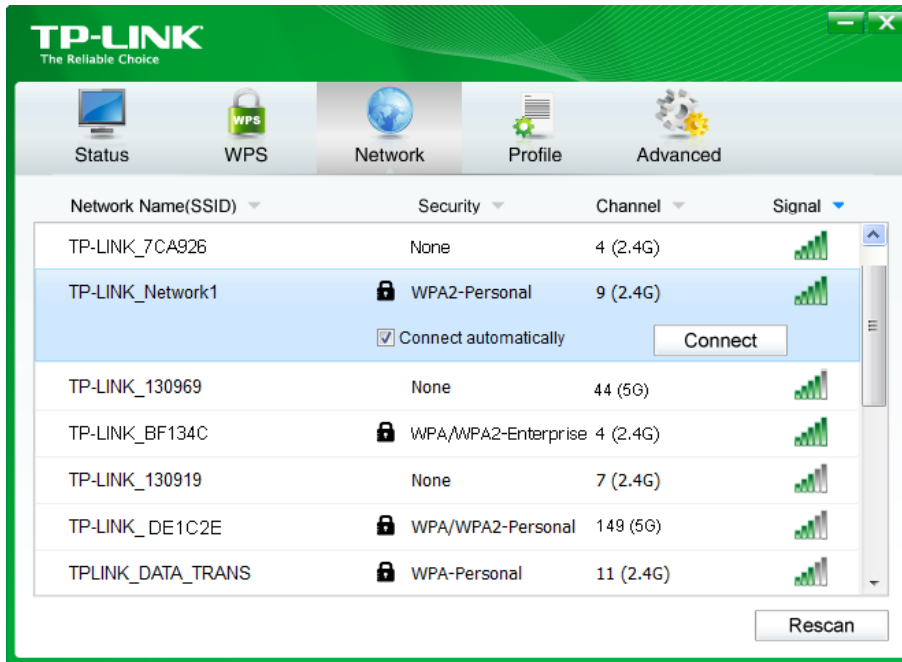 TP-LINK
The Reliable Choice
WPS
Status WPS Network Profile Advanced
Network Name(SSID) Security Channel Signal
TP-LINK_7CA926 None 4 (2.4G)
TP-LINK_Network1 WPA2-Personal 9 (2.4G)
Connect automatically Connect
TP-LINK_130969 None 44 (5G)
TP-LINK_BF134C WPA/WPA2-Enterprise 4 (2.4G)
TP-LINK_130919 None 7 (2.4G)
TP-LINK_DE1C2E WPA/WPA2-Personal 149 (5G)
TPLINK_DATA_TRANS WPA-Personal 11 (2.4G)
Rescan